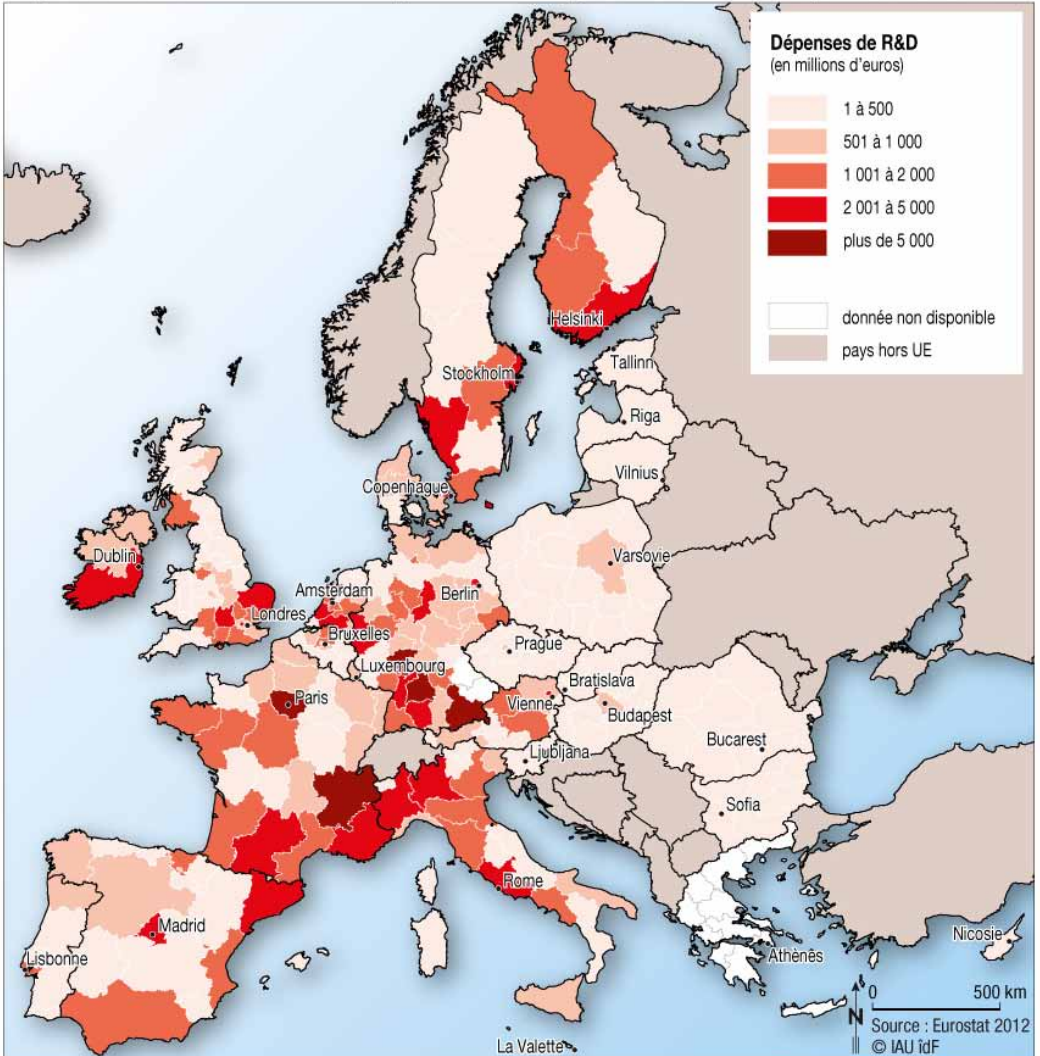 Dépenses de R&D
(en millions d'euros)
1 à 500
501 à 1 000
1 001 à 2 000
2 001 à 5 000
plus de 5 000
donnée non disponible
pays hors UE
Helsinki
Tallinn
Stockholm
Riga
Vilnius
Copenhague
Dublin
Varsovie
Amsterdam
Berlin
Londres
Bruxelles
Prague
Luxembourg
Bratislava
Paris
Vienne
Budapest
Ljubljana
Bucarest
Sofia
Rome
Madrid
Nicosie
Lisbonne
Athènês
0 500 km
N
Source : Eurostat 2012
© IAU îdF
La Valette